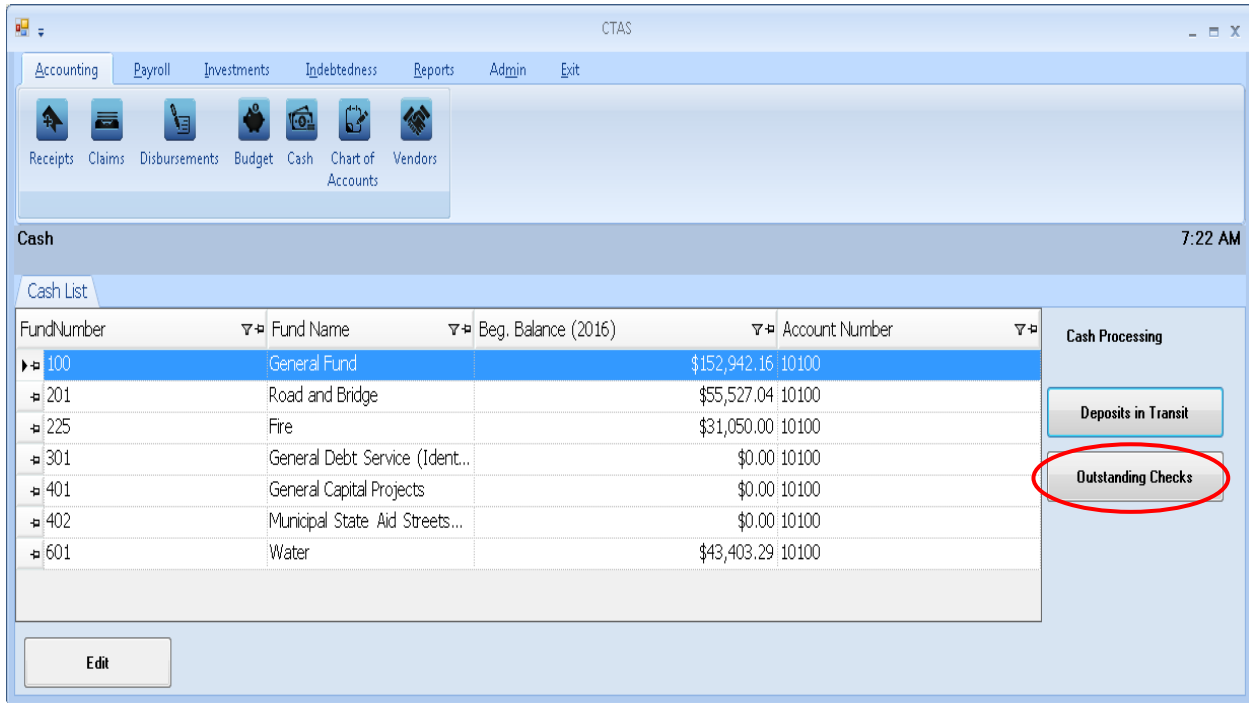 CTAS
Accounting Payroll Investments Indebtedness Reports Admin Exit
Receipts Claims Disbursements Budget Cash Chart of Accounts Vendors
Cash 7:22 AM
Cash List
FundNumber Fund Name Beg. Balance (2016) Account Number
100 General Fund $152,942.16 10100
201 Road and Bridge $55,527.04 10100
225 Fire $31,050.00 10100
301 General Debt Service (Ident... $0.00 10100
401 General Capital Projects $0.00 10100
402 Municipal State Aid Streets... $0.00 10100
601 Water $43,403.29 10100
Cash Processing
Deposits in Transit
Outstanding Checks
Edit